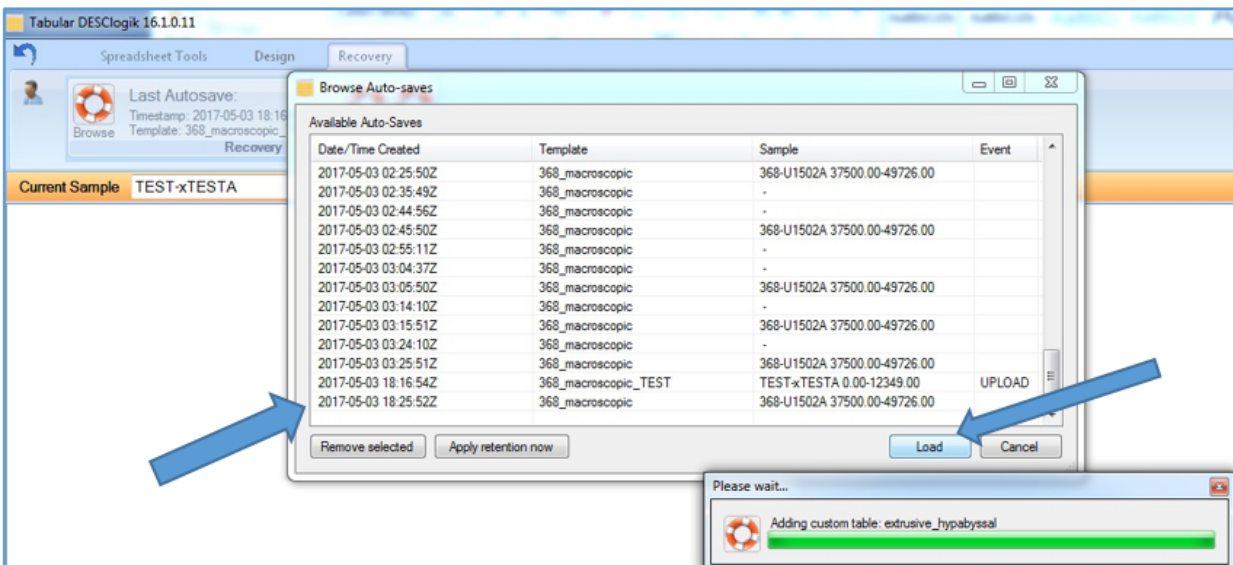 Tabular DESClogik 16.1.0.11
Spreadsheet Tools Design Recovery
Browse
Last Autosave:
Timestamp: 2017-05-03 18:16
Template: 368_macroscopic_
Recovery
Current Sample TEST-xTESTA
Browse Auto-saves
Available Auto-Saves
Date/Time Created Template Sample Event
2017-05-03 02:25:50Z 368_macroscopic 368-U1502A 37500.00-49726.00
2017-05-03 02:35:49Z 368_macroscopic -
2017-05-03 02:44:56Z 368_macroscopic -
2017-05-03 02:45:50Z 368_macroscopic 368-U1502A 37500.00-49726.00
2017-05-03 02:55:11Z 368_macroscopic -
2017-05-03 03:04:37Z 368_macroscopic -
2017-05-03 03:05:50Z 368_macroscopic 368-U1502A 37500.00-49726.00
2017-05-03 03:14:10Z 368_macroscopic -
2017-05-03 03:15:51Z 368_macroscopic 368-U1502A 37500.00-49726.00
2017-05-03 03:24:10Z 368_macroscopic -
2017-05-03 03:25:51Z 368_macroscopic 368-U1502A 37500.00-49726.00
2017-05-03 18:16:54Z 368_macroscopic_TEST TEST-xTESTA 0.00-12349.00 UPLOAD
2017-05-03 18:25:52Z 368_macroscopic 368-U1502A 37500.00-49726.00
Remove selected Apply retention now Load Cancel
Please wait...
Adding custom table: extrusive_hypabyssal